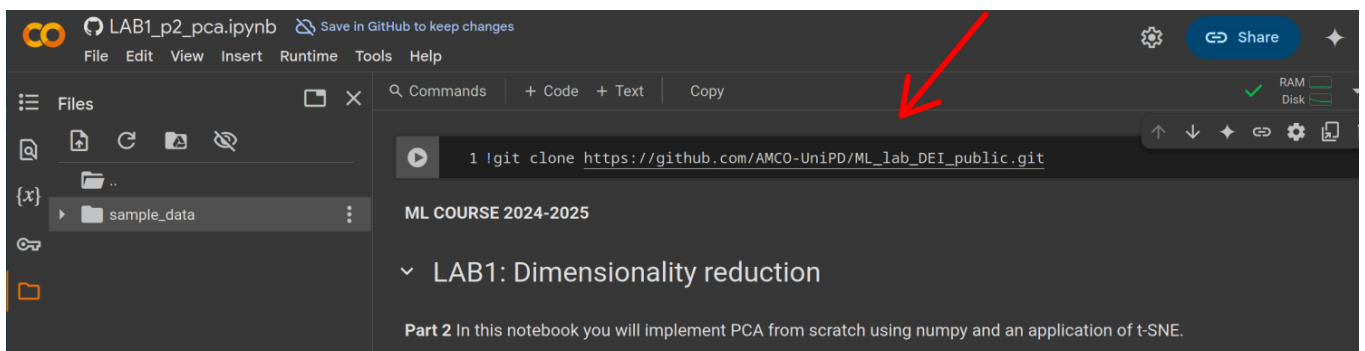 LAB1_p2_pca.ipynb Save in GitHub to keep changes
File Edit View Insert Runtime Tools Help
Share
Files
Commands + Code + Text Copy
RAM
Disk
1 !git clone https://github.com/AMCO-UniPD/ML_lab_DEI_public.git
..
{x}
sample_data
ML COURSE 2024-2025
LAB1: Dimensionality reduction
Part 2 In this notebook you will implement PCA from scratch using numpy and an application of t-SNE.